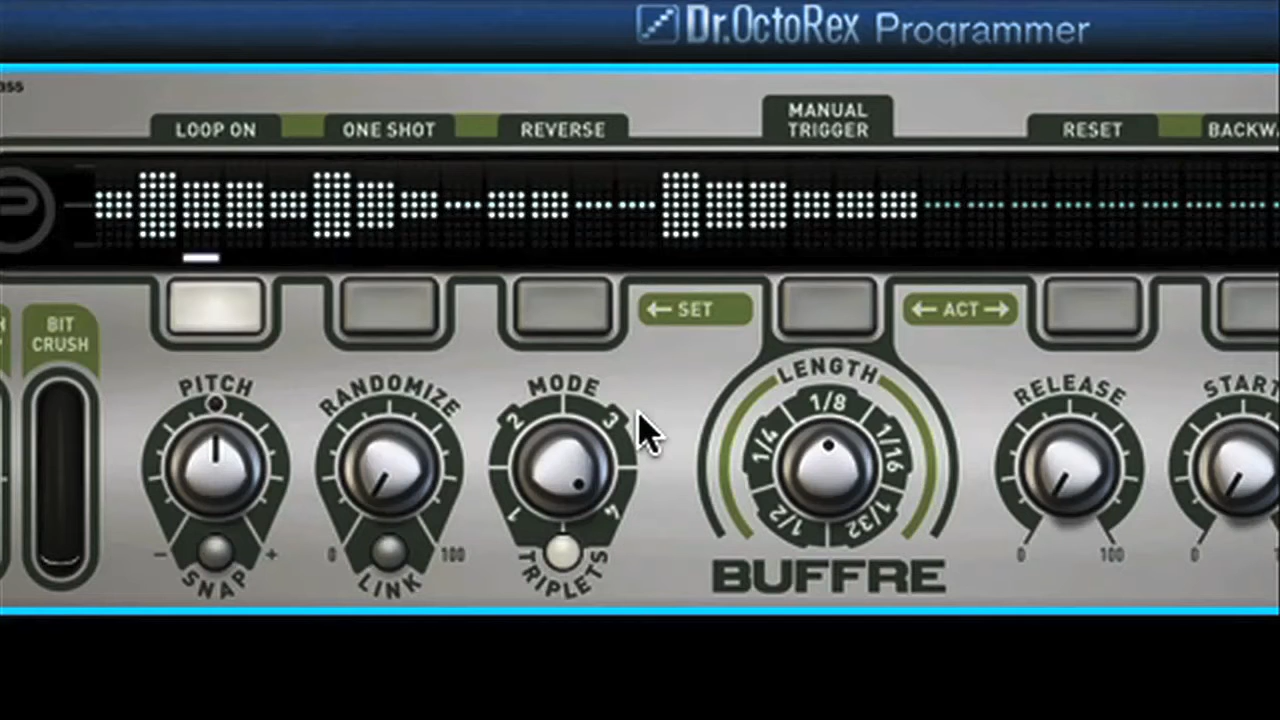 Dr.OctoRex Programmer
LOOP ON
ONE SHOT
REVERSE
MANUAL
TRIGGER
RESET
← SET
← ACT →
BIT
CRUSH
PITCH
RANDOMIZE
MODE
LENGTH
RELEASE
START
1 2 3 4
1/2 1/4 1/8 1/16 1/32
- +
0 100
0 100
0
SNAP
LINK
TRIPLETS
BUFFRE